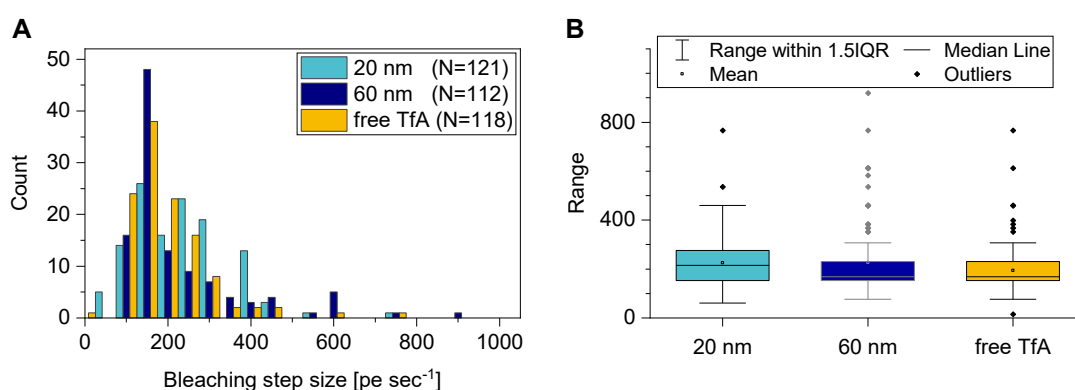 A
50
40
30
20
10
0
Count
20 nm (N=121)
60 nm (N=112)
free TfA (N=118)
0 200 400 600 800 1000
Bleaching step size [pe sec⁻¹]
B
Range within 1.5IQR
Median Line
Mean
Outliers
800
400
0
Range
20 nm 60 nm free TfA